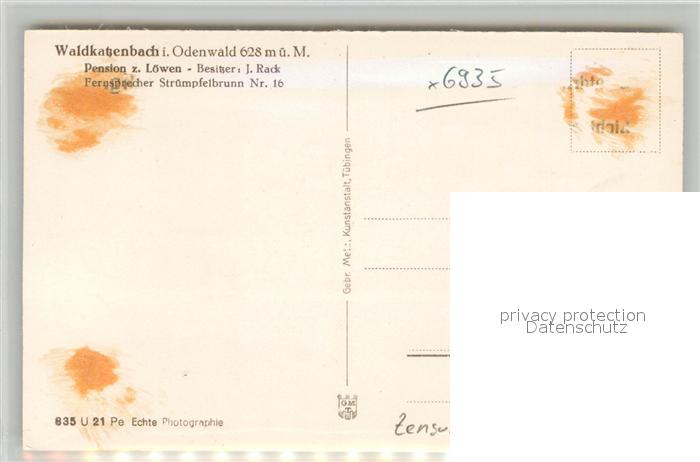 Waldkatzenbach i. Odenwald 628 m ü. M.
Pension z. Löwen - Besitzer: J. Rack
Fernsprecher Strümpfelbrunn Nr. 16
x6935
Gebr. Metz, Kunstanstalt, Tübingen
privacy protection
Datenschutz
GMT
835 U 21 Pe Echte Photographie